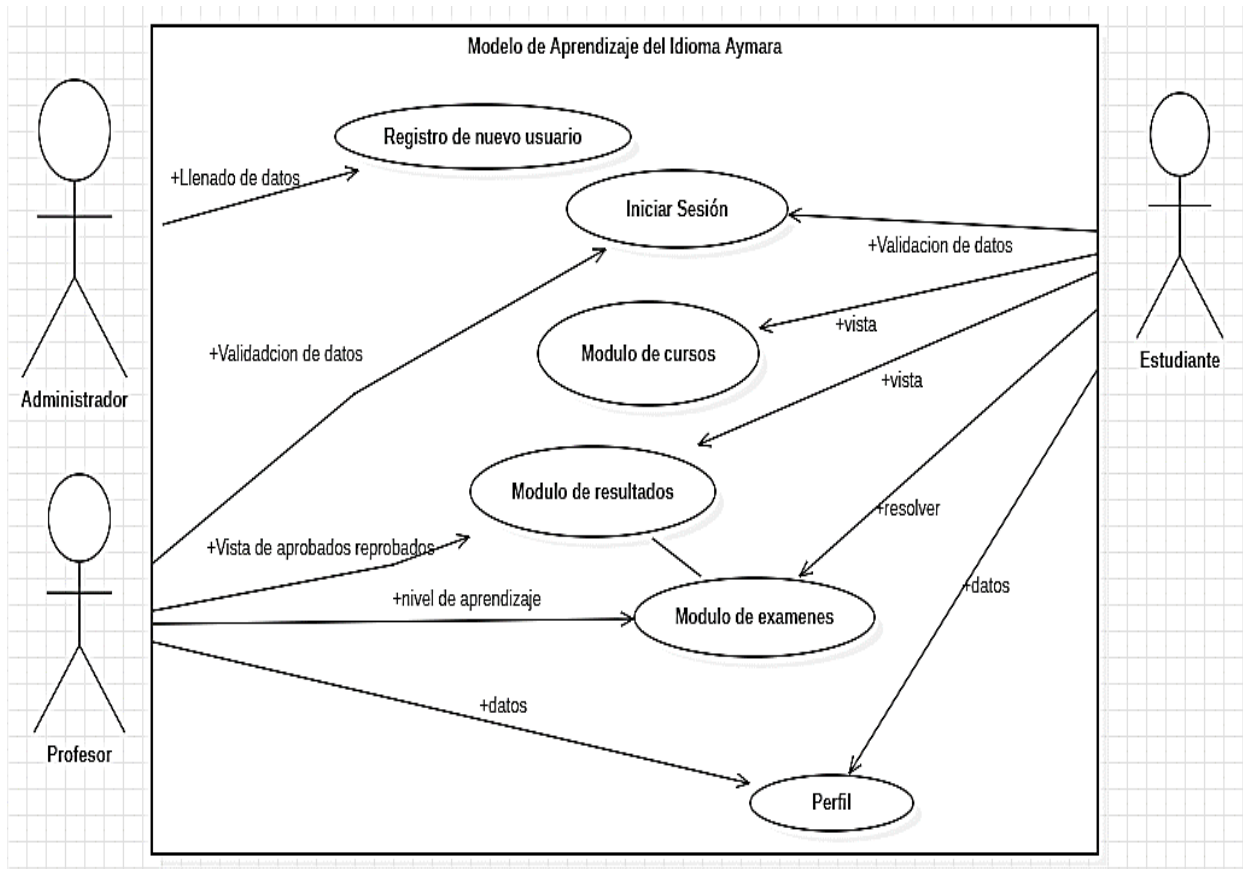 Modelo de Aprendizaje del Idioma Aymara
Registro de nuevo usuario
+Llenado de datos
Iniciar Sesión
+Validacion de datos
+vista
+Validadcion de datos
Modulo de cursos
Estudiante
+vista
Administrador
Modulo de resultados
+resolver
+Vista de aprobados reprobados
+datos
+nivel de aprendizaje
Modulo de examenes
+datos
Profesor
Perfil